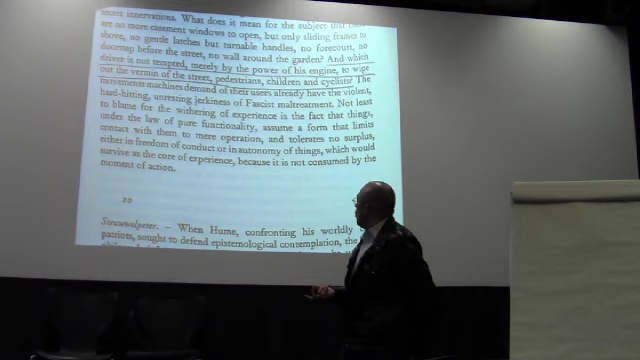 secret innervations. What does it mean for the subject that there
are no more casement windows to open, but only sliding frames to
shove, no gentle latches but turnable handles, no forecourt, no
doorstep before the street, no wall around the garden? And which
driver is not tempted, merely by the power of his engine, to wipe
out the vermin of the street, pedestrians, children and cyclists? The
movements machines demand of their users already have the violent,
hard-hitting, unresting jerkiness of Fascist maltreatment. Not least
to blame for the withering of experience is the fact that things,
under the law of pure functionality, assume a form that limits
contact with them to mere operation, and tolerates no surplus,
either in freedom of conduct or in autonomy of things, which would
survive as the core of experience, because it is not consumed by the
moment of action.
20
Struwwelpeter. – When Hume, confronting his worldly
patriots, sought to defend epistemological contemplation, the